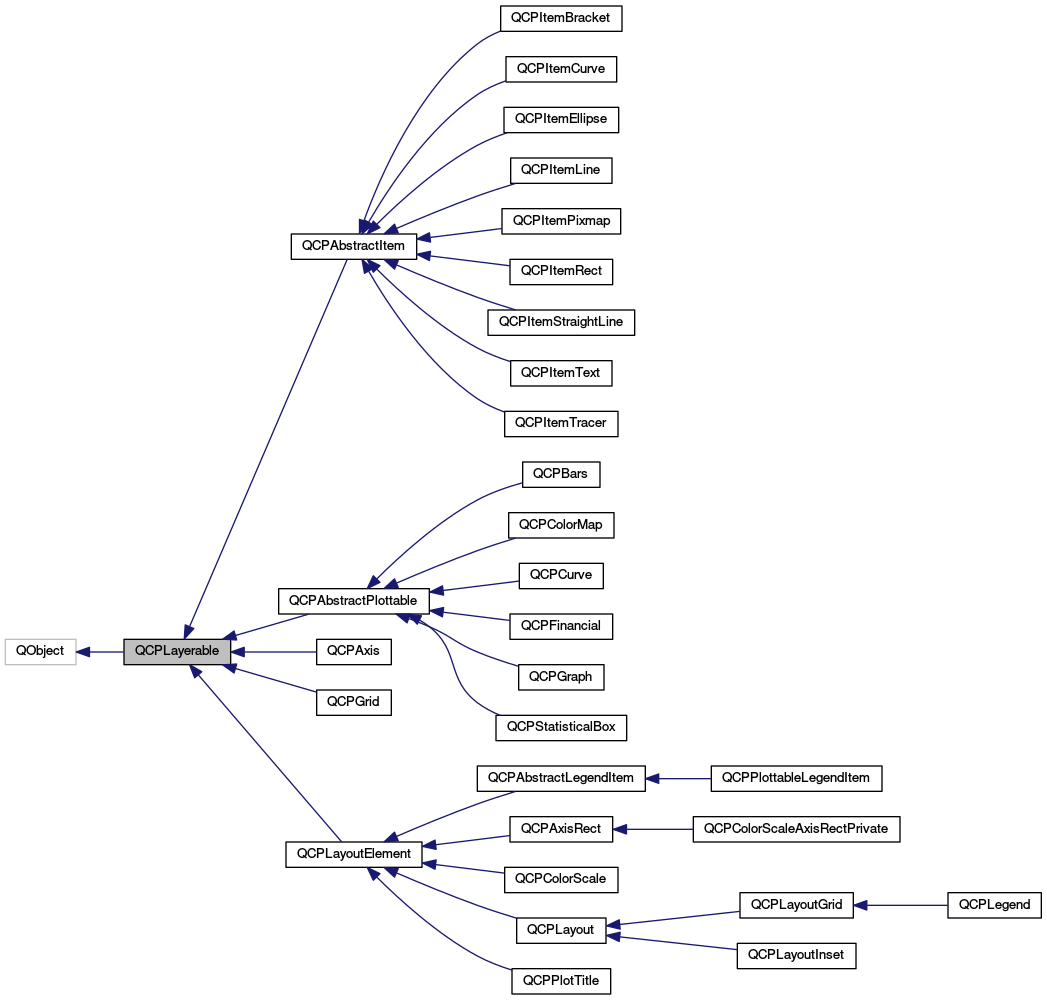 QCPItemBracket
QCPItemCurve
QCPItemEllipse
QCPItemLine
QCPItemPixmap
QCPAbstractItem
QCPItemRect
QCPItemStraightLine
QCPItemText
QCPItemTracer
QCPBars
QCPColorMap
QCPCurve
QCPAbstractPlottable
QCPFinancial
QObject
QCPLayerable
QCPAxis
QCPGraph
QCPGrid
QCPStatisticalBox
QCPAbstractLegendItem
QCPPlottableLegendItem
QCPAxisRect
QCPColorScaleAxisRectPrivate
QCPLayoutElement
QCPColorScale
QCPLayoutGrid
QCPLegend
QCPLayout
QCPLayoutInset
QCPPlotTitle